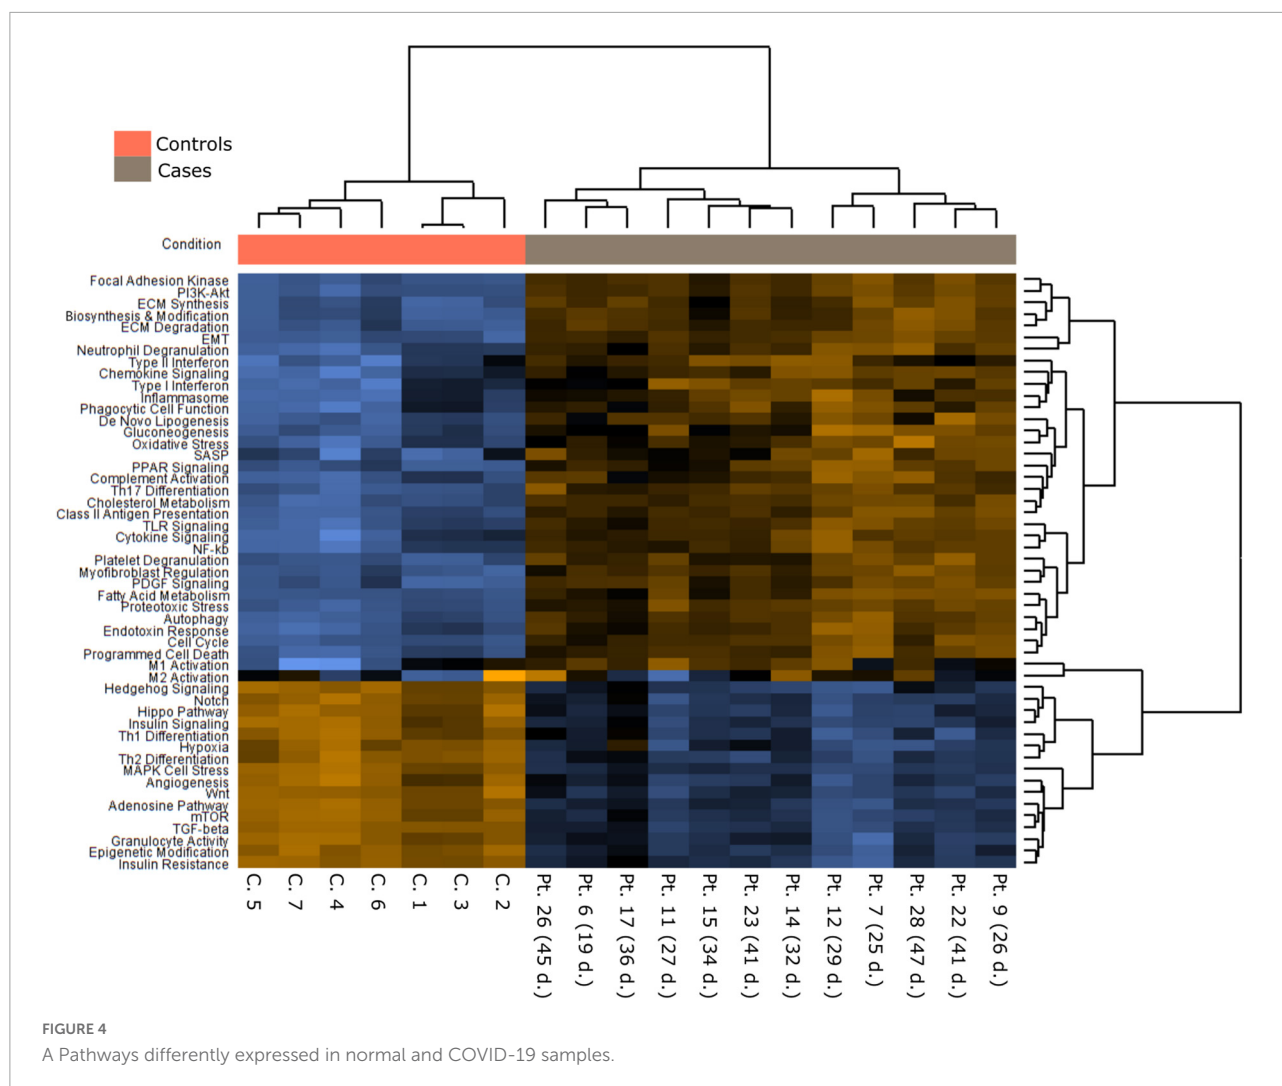 Controls
Cases
Condition
Focal Adhesion Kinase
PI3K-Akt
ECM Synthesis
Biosynthesis & Modification
ECM Degradation
EMT
Neutrophil Degranulation
Type II Interferon
Chemokine Signaling
Type I Interferon
Inflammasome
Phagocytic Cell Function
De Novo Lipogenesis
Gluconeogenesis
Oxidative Stress
SASP
PPAR Signaling
Complement Activation
Th17 Differentiation
Cholesterol Metabolism
Class II Antigen Presentation
TLR Signaling
Cytokine Signaling
NF-kb
Platelet Degranulation
Myofibroblast Regulation
PDGF Signaling
Fatty Acid Metabolism
Proteotoxic Stress
Autophagy
Endotoxin Response
Cell Cycle
Programmed Cell Death
M1 Activation
M2 Activation
Hedgehog Signaling
Notch
Hippo Pathway
Insulin Signaling
Th1 Differentiation
Hypoxia
Th2 Differentiation
MAPK Cell Stress
Angiogenesis
Wnt
Adenosine Pathway
mTOR
TGF-beta
Granulocyte Activity
Epigenetic Modification
Insulin Resistance
C. 5
C. 7
C. 4
C. 6
C. 1
C. 3
C. 2
Pt. 26 (45 d.)
Pt. 6 (19 d.)
Pt. 17 (36 d.)
Pt. 11 (27 d.)
Pt. 15 (34 d.)
Pt. 23 (41 d.)
Pt. 14 (32 d.)
Pt. 12 (29 d.)
Pt. 7 (25 d.)
Pt. 28 (47 d.)
Pt. 22 (41 d.)
Pt. 9 (26 d.)
FIGURE 4
A Pathways differently expressed in normal and COVID-19 samples.